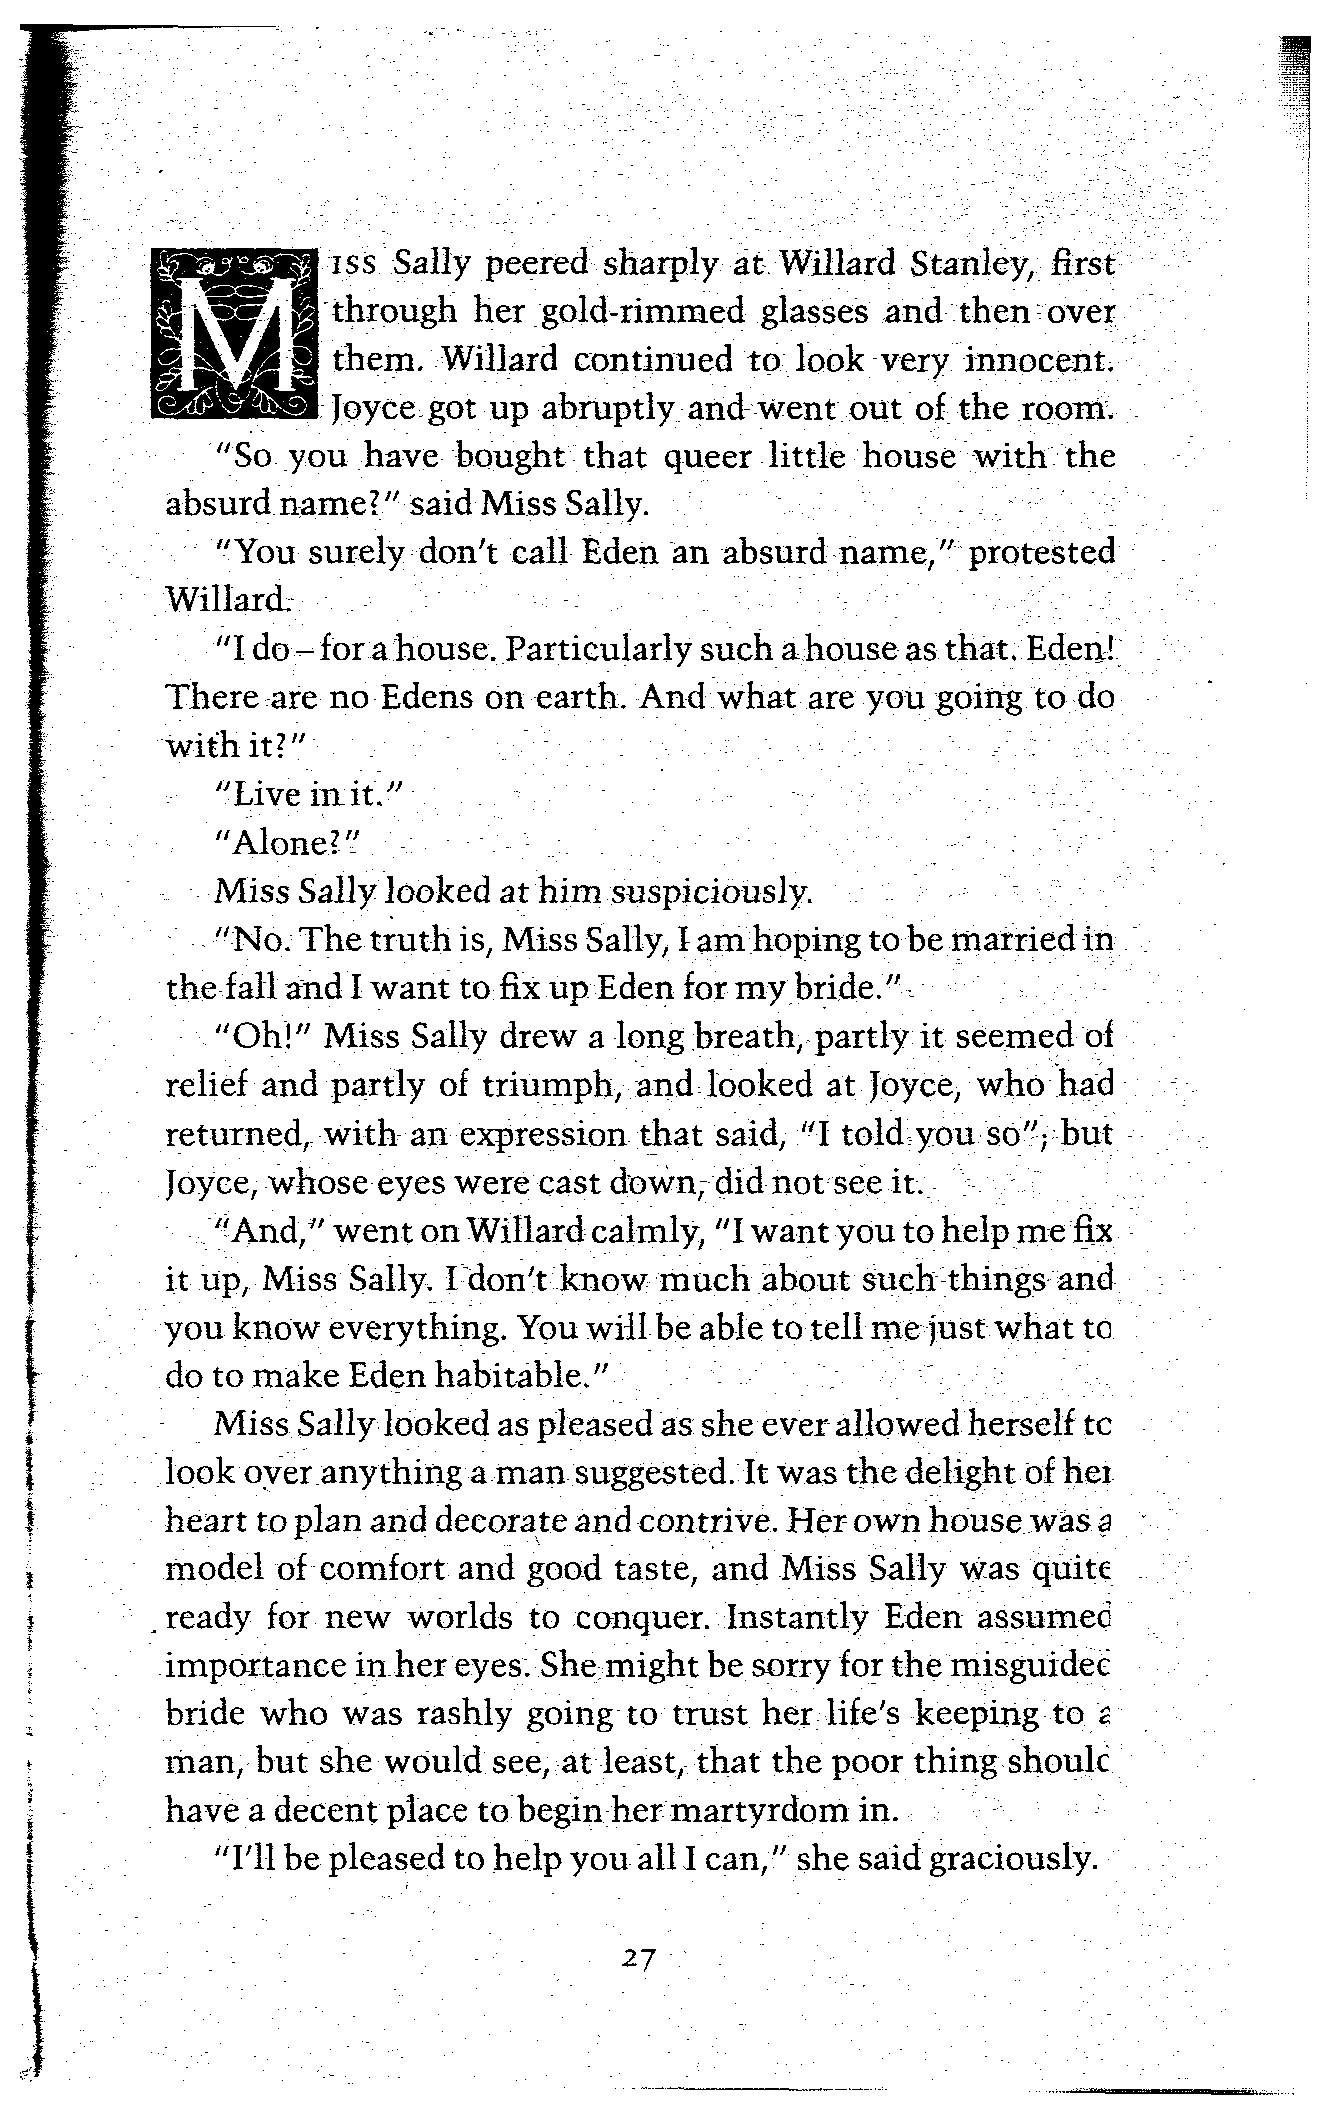 MISS Sally peered sharply at Willard Stanley, first
through her gold-rimmed glasses and then over
them. Willard continued to look very innocent.
Joyce got up abruptly and went out of the room.
"So you have bought that queer little house with the
absurd name?" said Miss Sally.
"You surely don't call Eden an absurd name," protested
Willard.
"I do – for a house. Particularly such a house as that. Eden!
There are no Edens on earth. And what are you going to do
with it?"
"Live in it."
"Alone?"
Miss Sally looked at him suspiciously.
"No. The truth is, Miss Sally, I am hoping to be married in
the fall and I want to fix up Eden for my bride."
"Oh!" Miss Sally drew a long breath, partly it seemed of
relief and partly of triumph, and looked at Joyce, who had
returned, with an expression that said, "I told you so"; but
Joyce, whose eyes were cast down, did not see it.
"And," went on Willard calmly, "I want you to help me fix
it up, Miss Sally. I don't know much about such things and
you know everything. You will be able to tell me just what to
do to make Eden habitable."
Miss Sally looked as pleased as she ever allowed herself to
look over anything a man suggested. It was the delight of her
heart to plan and decorate and contrive. Her own house was a
model of comfort and good taste, and Miss Sally was quite
ready for new worlds to conquer. Instantly Eden assumed
importance in her eyes. She might be sorry for the misguided
bride who was rashly going to trust her life's keeping to a
man, but she would see, at least, that the poor thing should
have a decent place to begin her martyrdom in.
"I'll be pleased to help you all I can," she said graciously.
27